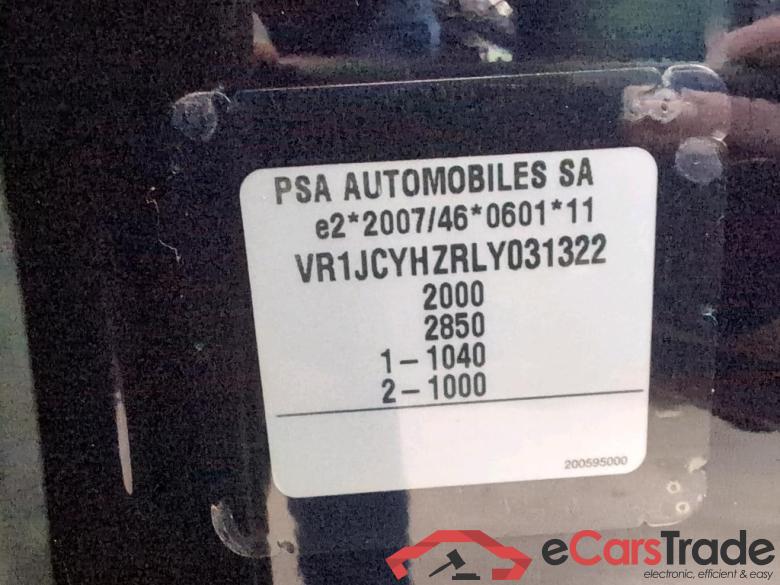 PSA AUTOMOBILES SA
e2*2007/46*0601*11
VR1JCYHZRLY031322
2000
2850
1-1040
2-1000
200595000
eCarsTrade
electronic, efficient & easy